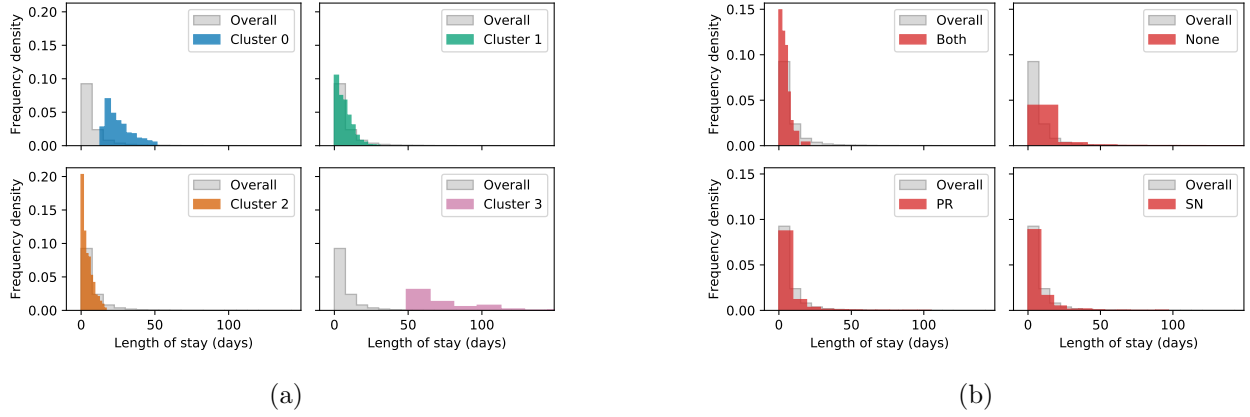 Frequency density
0.20
0.15
0.10
0.05
0.00
Overall
Cluster 0
Overall
Cluster 1
Frequency density
0.20
0.15
0.10
0.05
0.00
Overall
Cluster 2
Overall
Cluster 3
0 50 100
0 50 100
Length of stay (days)
Length of stay (days)
(a)
Frequency density
0.15
0.10
0.05
0.00
Overall
Both
Overall
None
Frequency density
0.15
0.10
0.05
0.00
Overall
PR
Overall
SN
0 50 100
0 50 100
Length of stay (days)
Length of stay (days)
(b)